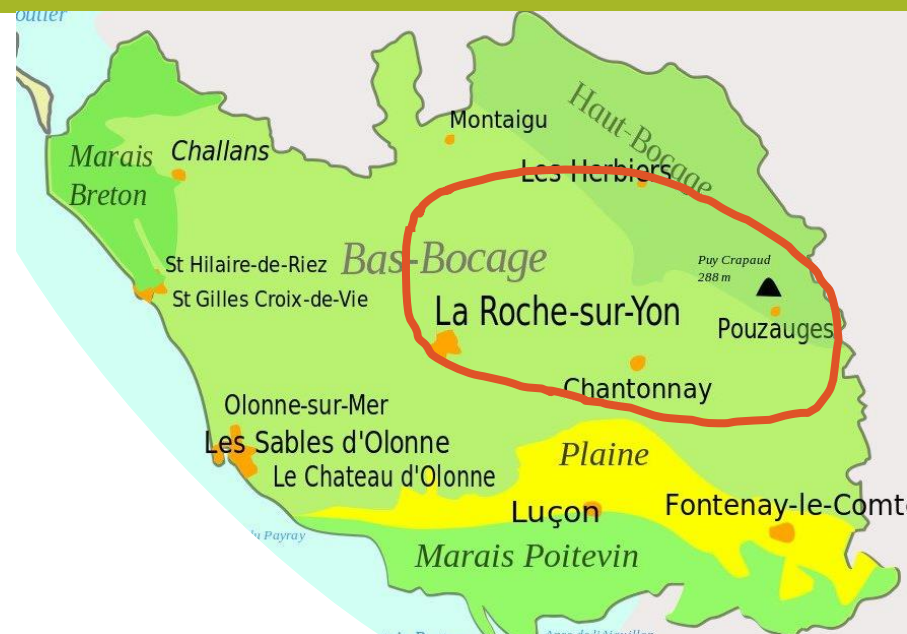 outier
Montaigu
Haut-Bocage
Marais
Breton
Challans
Les Herbiers
Bas-Bocage
St Hilaire-de-Riez
St Gilles Croix-de-Vie
Puy Crapaud
288 m
La Roche-sur-Yon
Pouzauges
Chantonnay
Olonne-sur-Mer
Les Sables d'Olonne
Le Chateau d'Olonne
Plaine
Luçon
Fontenay-le-Comt
Payray
Marais Poitevin